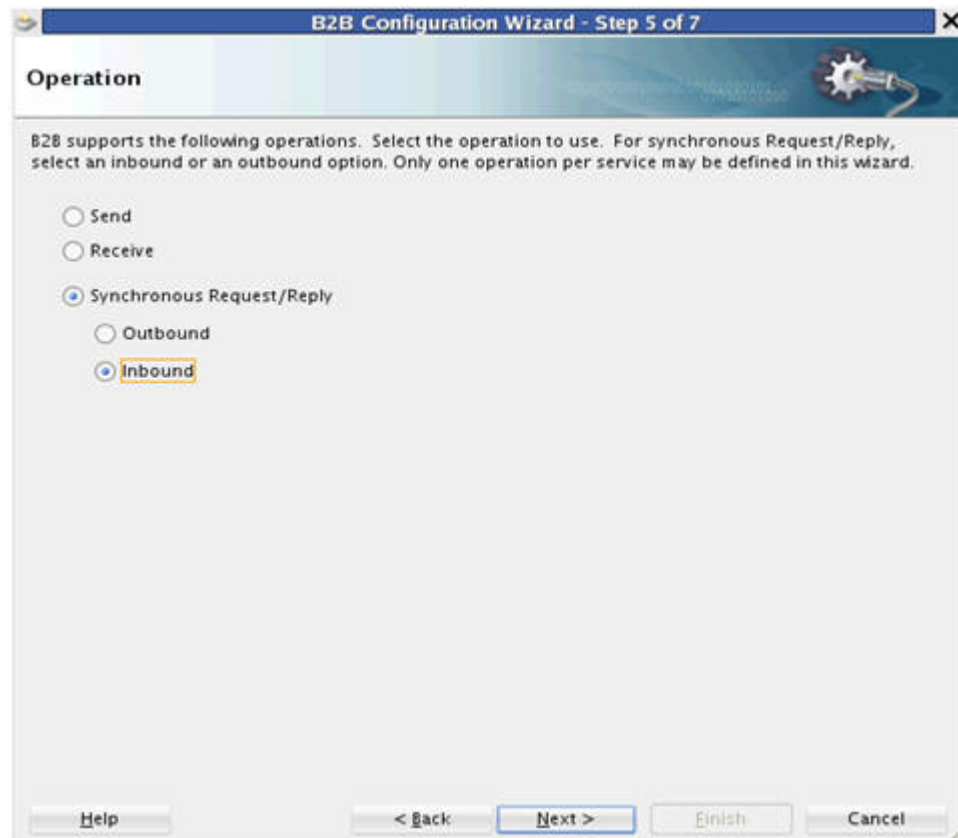 B2B Configuration Wizard - Step 5 of 7
Operation
B2B supports the following operations. Select the operation to use. For synchronous Request/Reply,
select an inbound or an outbound option. Only one operation per service may be defined in this wizard.
Send
Receive
Synchronous Request/Reply
Outbound
Inbound
Help < Back Next > Finish Cancel